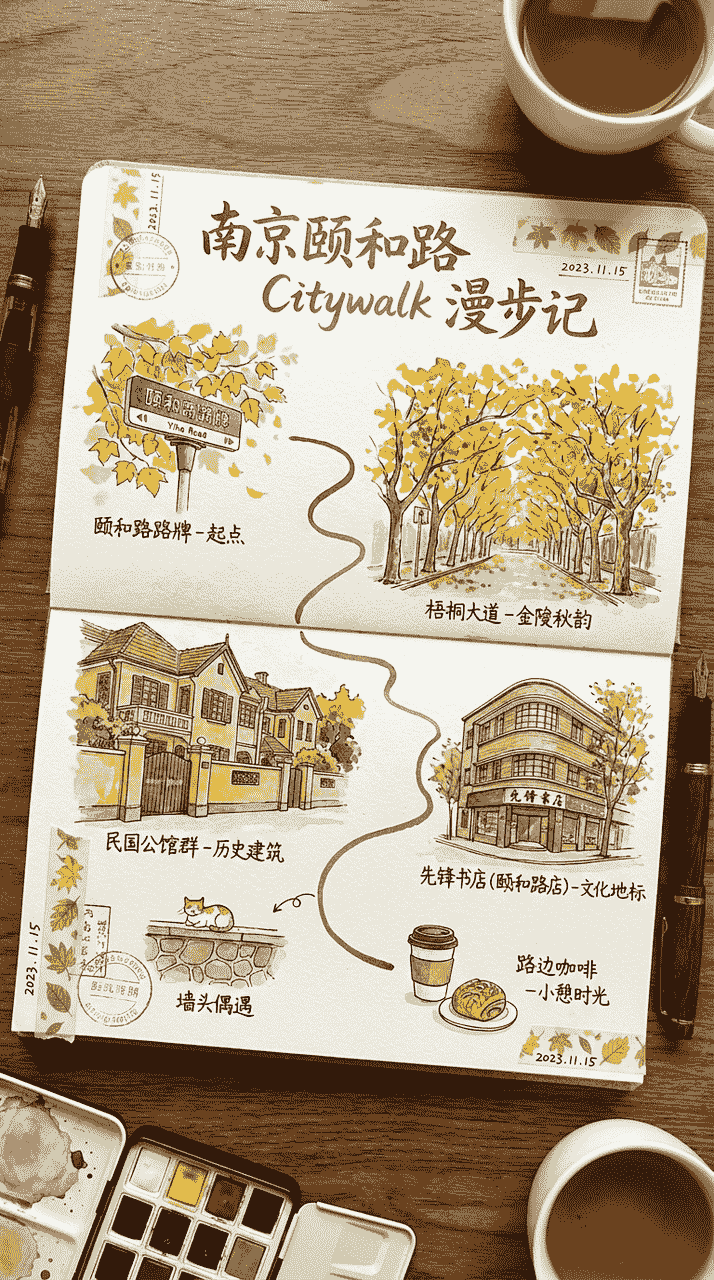 2023.11.15
南京颐和路
Citywalk 漫步记
2023.11.15
Yihe Road
颐和路路牌-起点
梧桐大道-金陵秋韵
民国公馆群-历史建筑
先锋书店
先锋书店(颐和路店)-文化地标
墙头偶遇
路边咖啡
-小憩时光
2023.11.15
2023.11.15